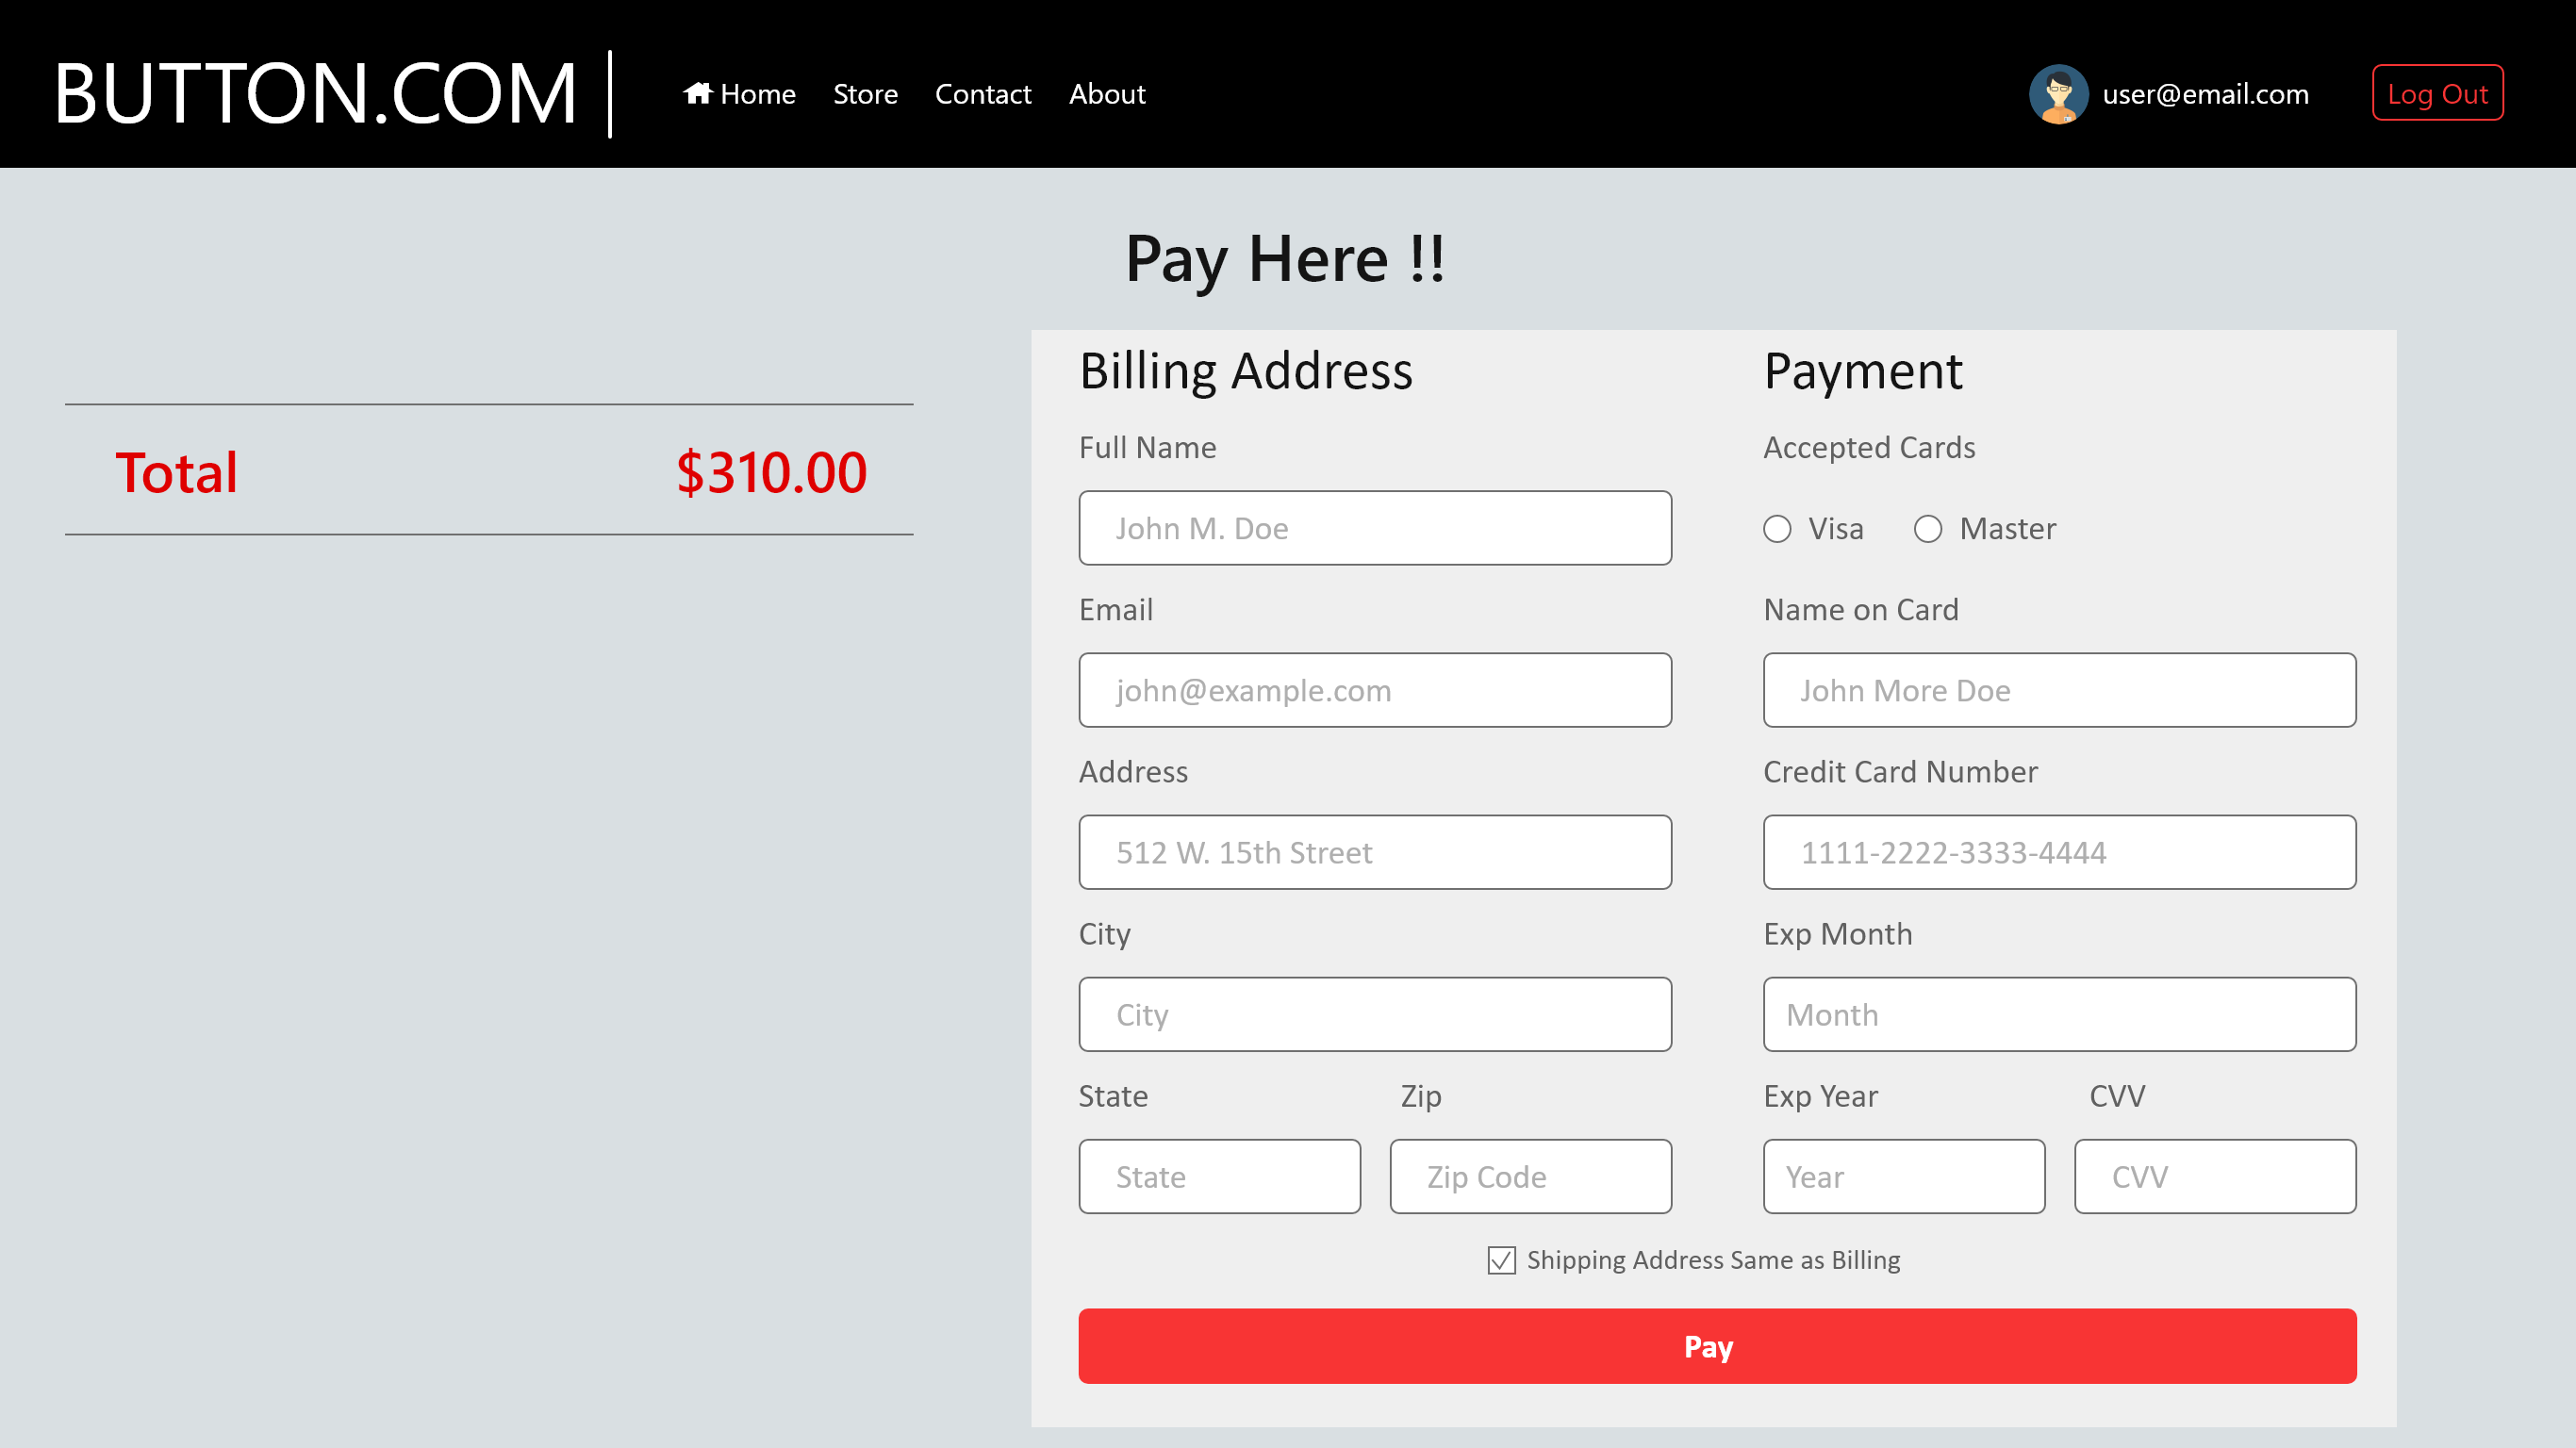 BUTTON.COM
Home Store Contact About
user@email.com
Log Out
Pay Here !!
Total $310.00
Billing Address
Full Name
John M. Doe
Email
john@example.com
Address
512 W. 15th Street
City
City
State Zip
State Zip Code
Payment
Accepted Cards
Visa Master
Name on Card
John More Doe
Credit Card Number
1111-2222-3333-4444
Exp Month
Month
Exp Year CVV
Year CVV
Shipping Address Same as Billing
Pay